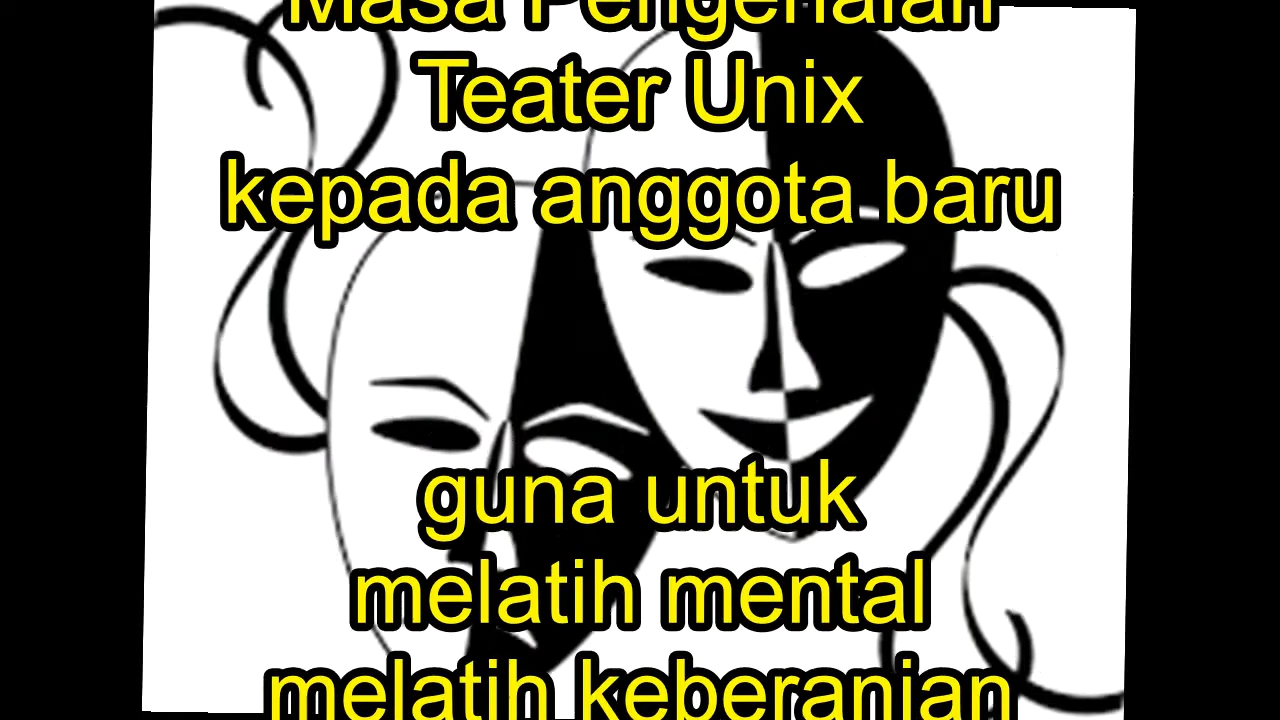 Masa Pengenalan
Teater Unix
kepada anggota baru
guna untuk
melatih mental
melatih keberanian